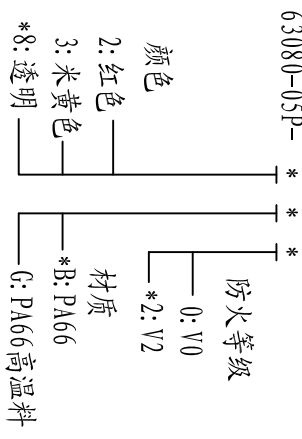 63080-05P- * * *
防火等级
0: V0
*2: V2
颜色
2: 红色
3: 米黄色
*8: 透明
材质
*B: PA66
G: PA66高温料